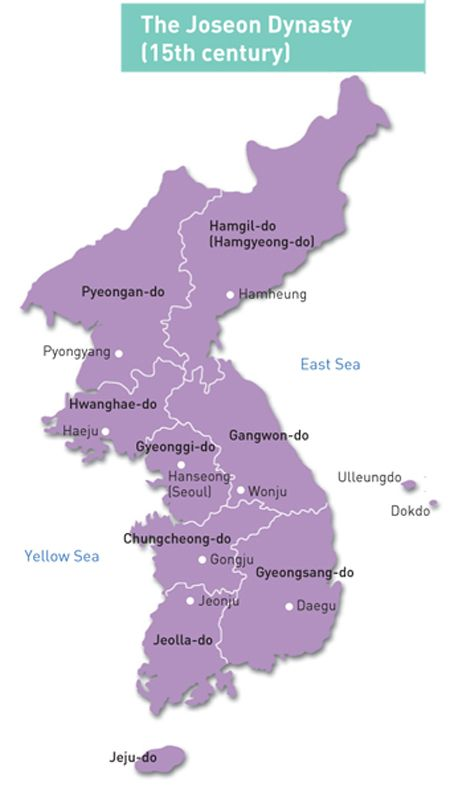 The Joseon Dynasty
(15th century)
Hamgil-do
(Hamgyeong-do)
Pyeongan-do
Hamheung
Pyongyang
East Sea
Hwanghae-do
Haeju
Gangwon-do
Gyeonggi-do
Hanseong
(Seoul)
Wonju
Ulleungdo
Dokdo
Chungcheong-do
Yellow Sea
Gongju
Gyeongsang-do
Jeonju
Daegu
Jeolla-do
Jeju-do